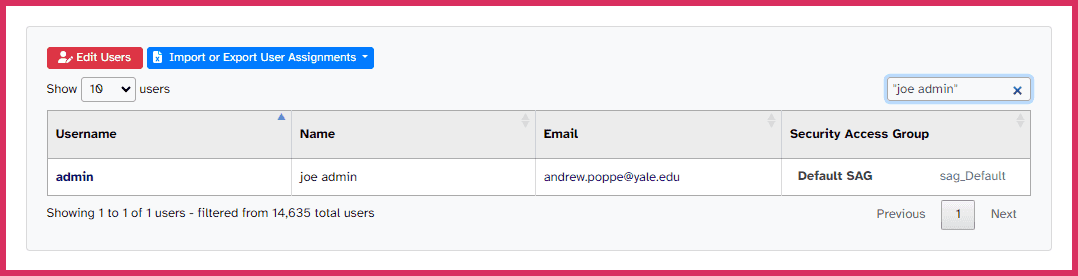 Edit Users Import or Export User Assignments
Show 10 users "joe admin"
Username Name Email Security Access Group
admin joe admin andrew.poppe@yale.edu Default SAG sag_Default
Showing 1 to 1 of 1 users - filtered from 14,635 total users Previous 1 Next